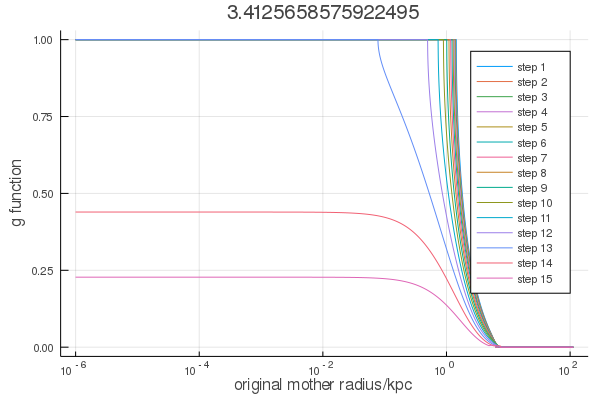 3.4125658575922495
g function
1.00
0.75
0.50
0.25
0.00
step 1
step 2
step 3
step 4
step 5
step 6
step 7
step 8
step 9
step 10
step 11
step 12
step 13
step 14
step 15
10^-6 10^-4 10^-2 10^0 10^2
original mother radius/kpc